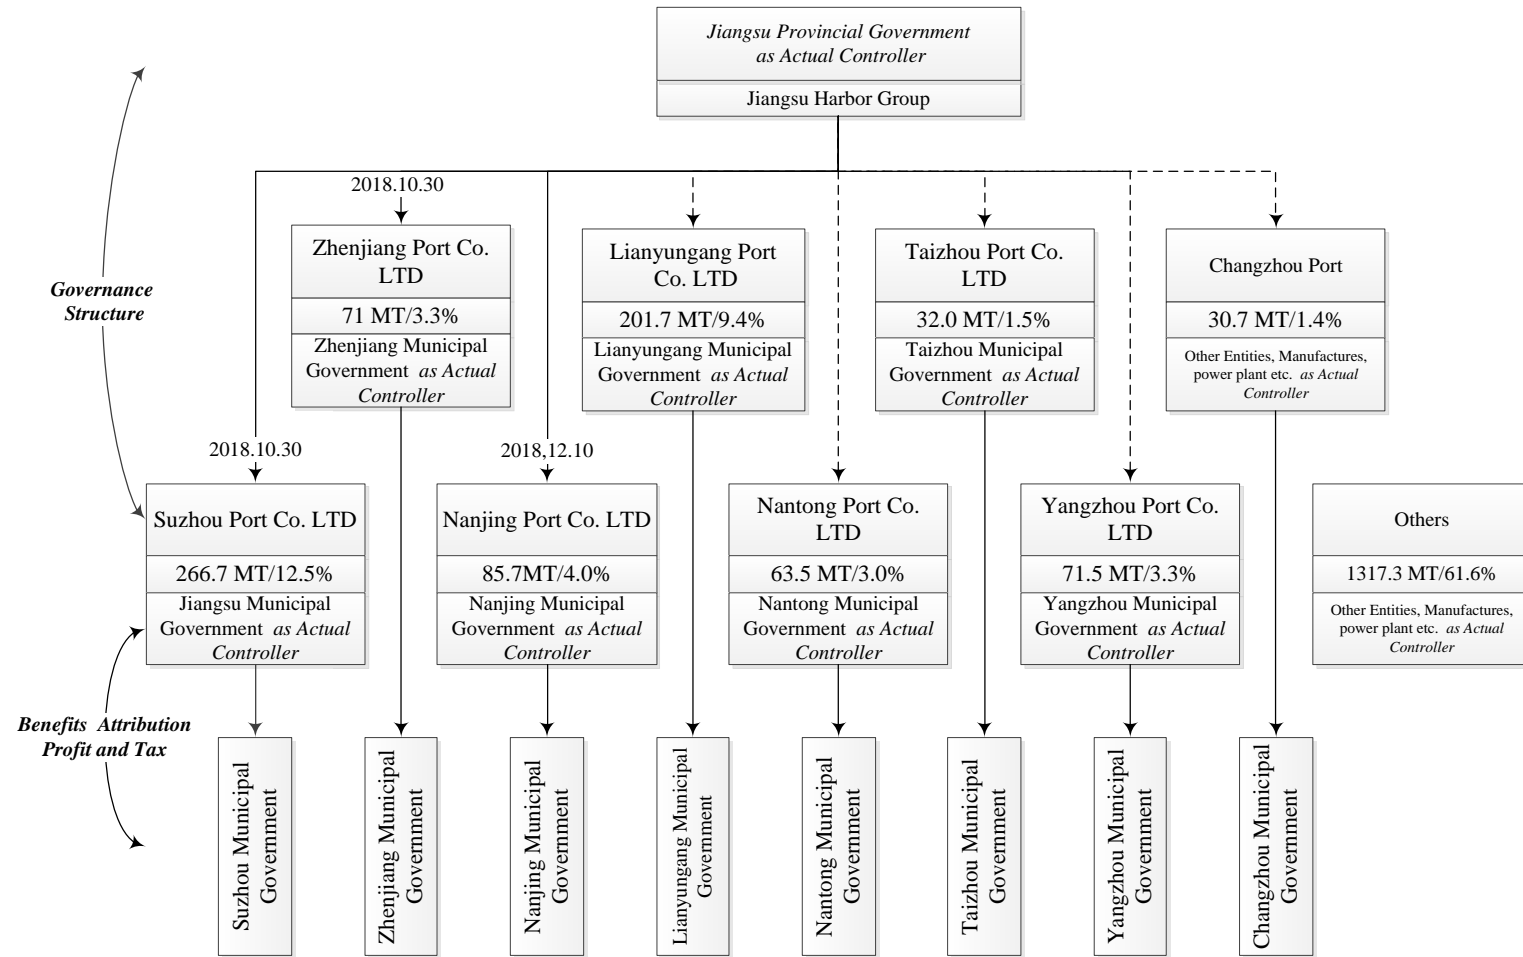 Jiangsu Provincial Government
as Actual Controller
Jiangsu Harbor Group
2018.10.30
Zhenjiang Port Co.
LTD
71 MT/3.3%
Zhenjiang Municipal
Government as Actual
Controller
Lianyungang Port
Co. LTD
201.7 MT/9.4%
Lianyungang Municipal
Government as Actual
Controller
Taizhou Port Co.
LTD
32.0 MT/1.5%
Taizhou Municipal
Government as Actual
Controller
Changzhou Port
30.7 MT/1.4%
Other Entities, Manufactures,
power plant etc. as Actual
Controller
Governance
Structure
2018.10.30
2018,12.10
Suzhou Port Co. LTD
266.7 MT/12.5%
Jiangsu Municipal
Government as Actual
Controller
Nanjing Port Co. LTD
85.7MT/4.0%
Nanjing Municipal
Government as Actual
Controller
Nantong Port Co.
LTD
63.5 MT/3.0%
Nantong Municipal
Government as Actual
Controller
Yangzhou Port Co.
LTD
71.5 MT/3.3%
Yangzhou Municipal
Government as Actual
Controller
Others
1317.3 MT/61.6%
Other Entities, Manufactures,
power plant etc. as Actual
Controller
Benefits Attribution
Profit and Tax
Suzhou Municipal
Government
Zhenjiang Municipal
Government
Nanjing Municipal
Government
Lianyungang Municipal
Government
Nantong Municipal
Government
Taizhou Municipal
Government
Yangzhou Municipal
Government
Changzhou Municipal
Government